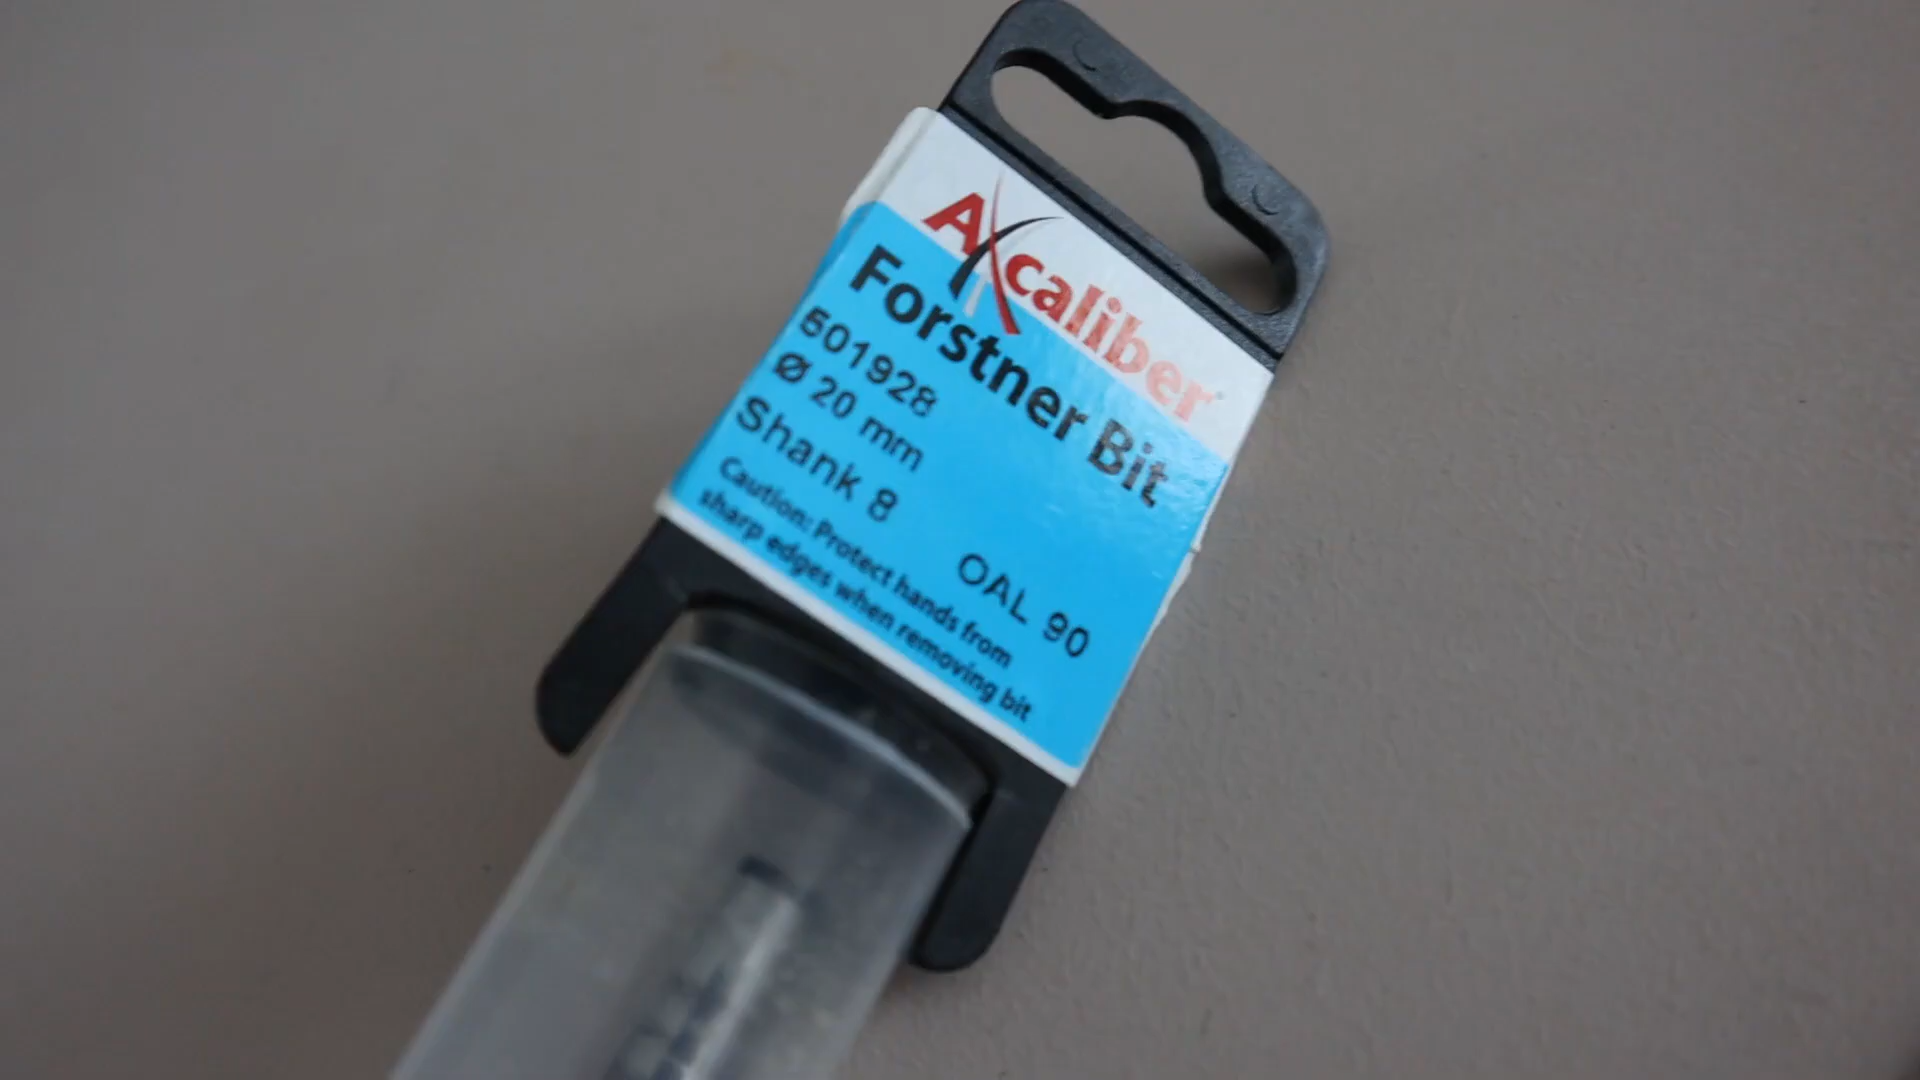 Axcaliber
Forstner Bit
501928
Ø 20 mm
Shank 8
OAL 90
Caution: Protect hands from
sharp edges when removing bit